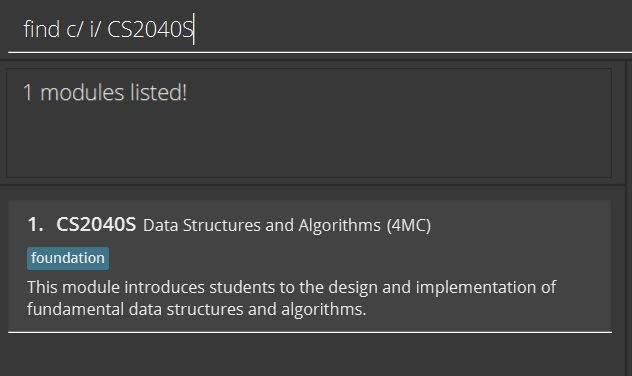 find c/ i/ CS2040S
1 modules listed!
1. CS2040S Data Structures and Algorithms (4MC)
foundation
This module introduces students to the design and implementation of
fundamental data structures and algorithms.